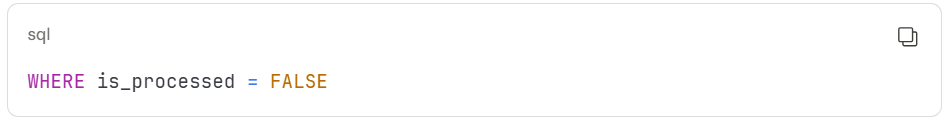 sql
WHERE is_processed = FALSE